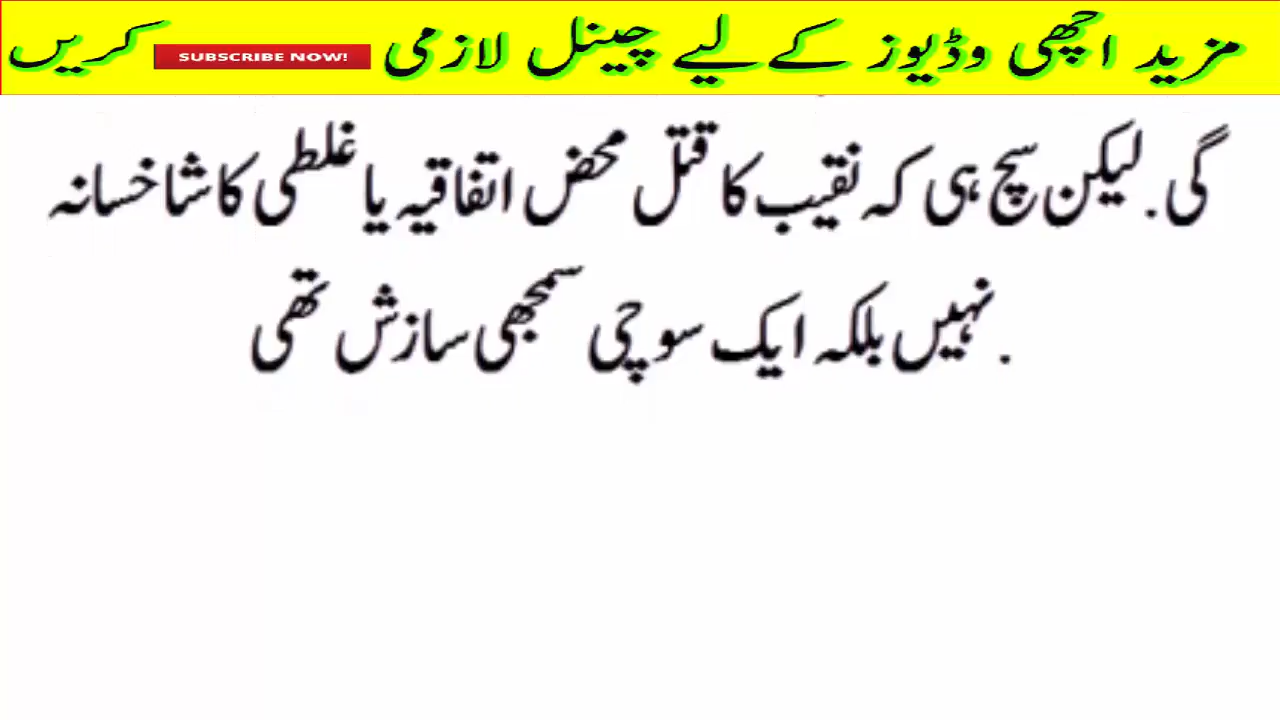 مزید اچھی وڈیوز کے لیے چینل لازمی SUBSCRIBE NOW! کریں
گی. لیکن سچ ہی کہ نقیب کا قتل محض اتفاقیہ یا غلطی کا شاخسانہ
نہیں بلکہ ایک سوچی سمجھی سازش تھی.